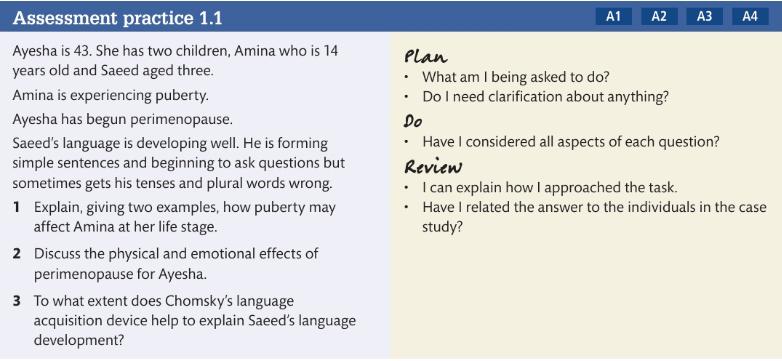 Assessment practice 1.1
A1 A2 A3 A4
Ayesha is 43. She has two children, Amina who is 14
years old and Saeed aged three.
Amina is experiencing puberty.
Ayesha has begun perimenopause.
Saeed's language is developing well. He is forming
simple sentences and beginning to ask questions but
sometimes gets his tenses and plural words wrong.
1 Explain, giving two examples, how puberty may
affect Amina at her life stage.
2 Discuss the physical and emotional effects of
perimenopause for Ayesha.
3 To what extent does Chomsky's language
acquisition device help to explain Saeed's language
development?
Plan
• What am I being asked to do?
• Do I need clarification about anything?
Do
• Have I considered all aspects of each question?
Review
• I can explain how I approached the task.
• Have I related the answer to the individuals in the case
study?